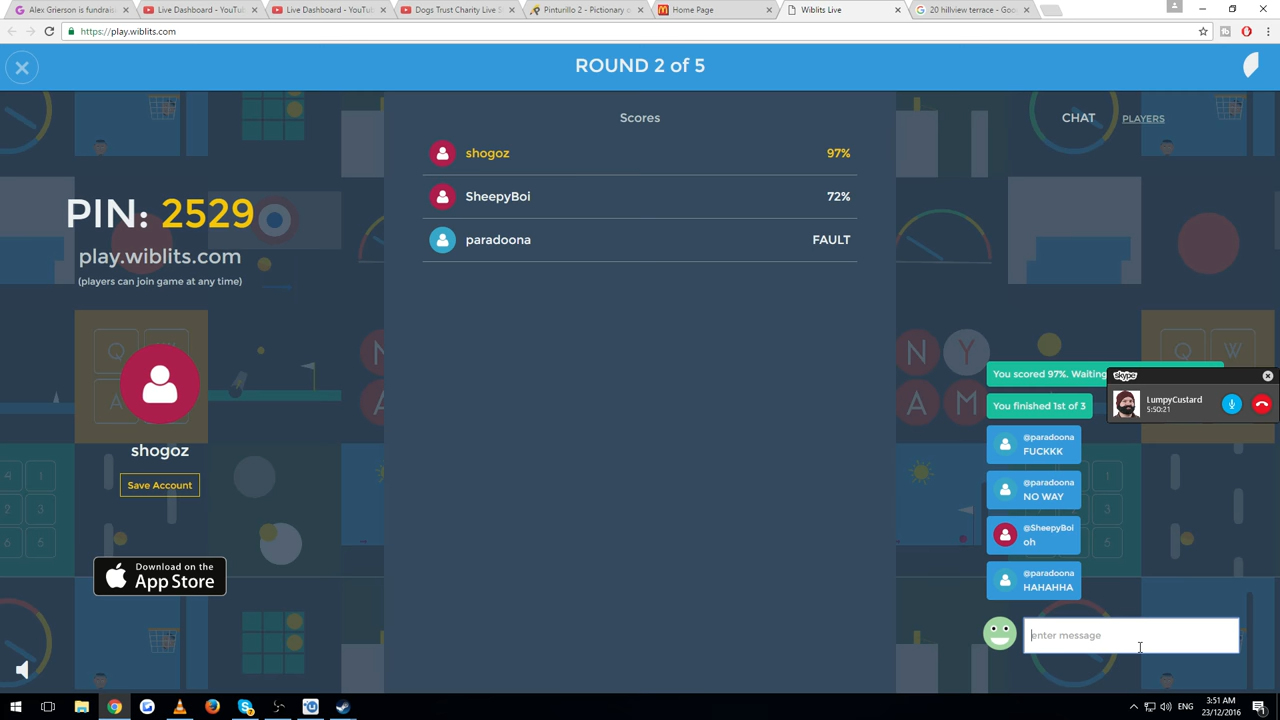 Alex Grierson is fundrais
Live Dashboard - YouTu
Live Dashboard - YouTu
Dogs Trust Charity Live S
Pinturillo 2 - Pictionary o
Home Page
Wiblits Live
20 hillview terrace - Goo
https://play.wiblits.com
ROUND 2 of 5
Scores
shogoz 97%
SheepyBoi 72%
paradoona FAULT
CHAT PLAYERS
PIN: 2529
play.wiblits.com
(players can join game at any time)
shogoz
Save Account
Download on the
App Store
You scored 97%. Waiting
You finished 1st of 3
skype
LumpyCustard
5:50:21
@paradoona
FUCKKK
@paradoona
NO WAY
@SheepyBoi
oh
@paradoona
HAHAHHA
enter message
ENG
3:51 AM
23/12/2016